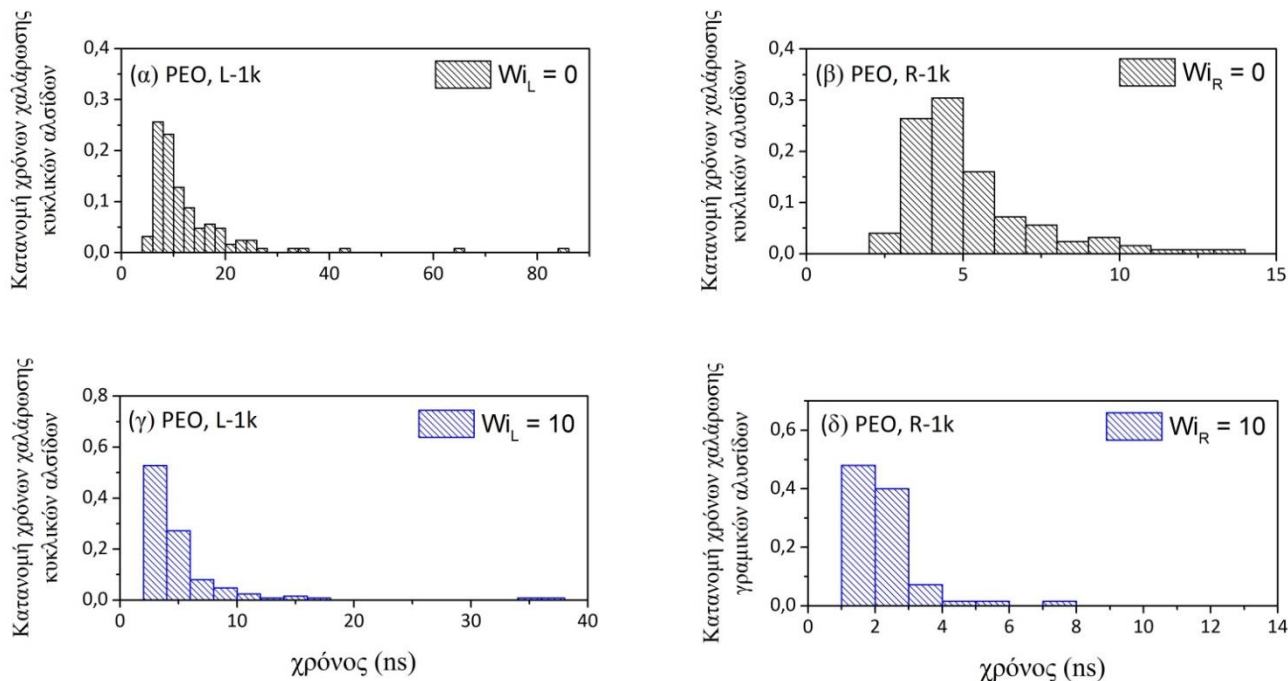 Κατανομή χρόνων χαλάρωσης
κυκλικών αλσίδων
0,4
0,3
0,2
0,1
0,0
(α) PEO, L-1k
Wi_L = 0
0 20 40 60 80
Κατανομή χρόνων χαλάρωσης
κυκλικών αλυσίδων
0,4
0,3
0,2
0,1
0,0
(β) PEO, R-1k
Wi_R = 0
0 5 10 15
Κατανομή χρόνων χαλάρωσης
κυκλικών αλσίδων
0,8
0,6
0,4
0,2
0,0
(γ) PEO, L-1k
Wi_L = 10
0 10 20 30 40
χρόνος (ns)
Κατανομή χρόνων χαλάρωσης
γραμικών αλυσίδων
0,6
0,4
0,2
0,0
(δ) PEO, R-1k
Wi_R = 10
0 2 4 6 8 10 12 14
χρόνος (ns)